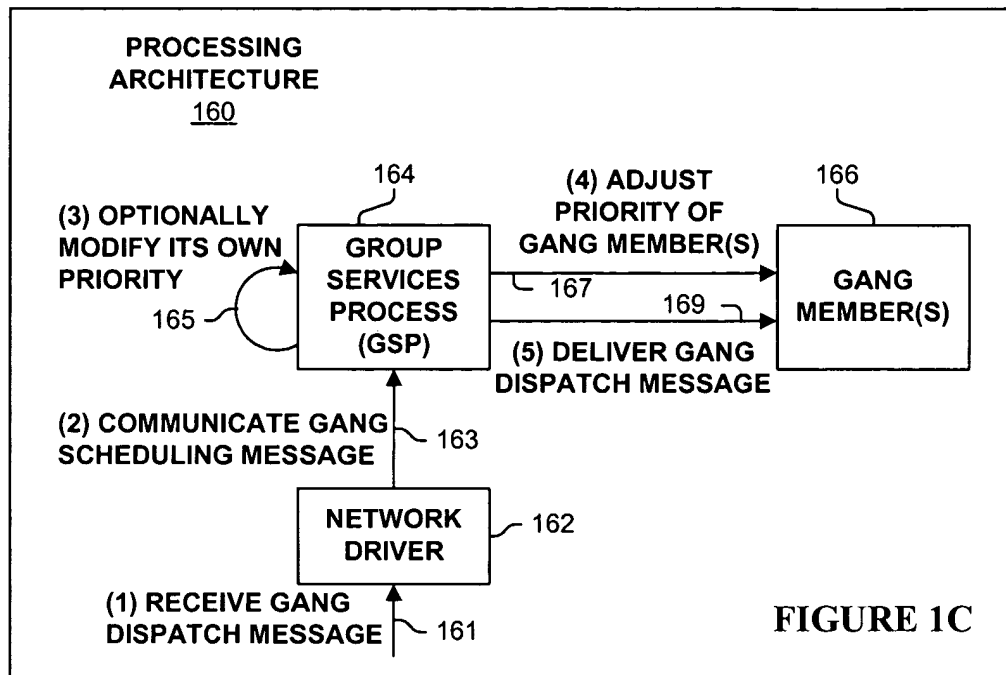 PROCESSING
ARCHITECTURE
160
164
166
(3) OPTIONALLY
MODIFY ITS OWN
PRIORITY
165
GROUP
SERVICES
PROCESS
(GSP)
(4) ADJUST
PRIORITY OF
GANG MEMBER(S)
167
169
(5) DELIVER GANG
DISPATCH MESSAGE
GANG
MEMBER(S)
(2) COMMUNICATE GANG
SCHEDULING MESSAGE
163
NETWORK
DRIVER
162
(1) RECEIVE GANG
DISPATCH MESSAGE
161
FIGURE 1C